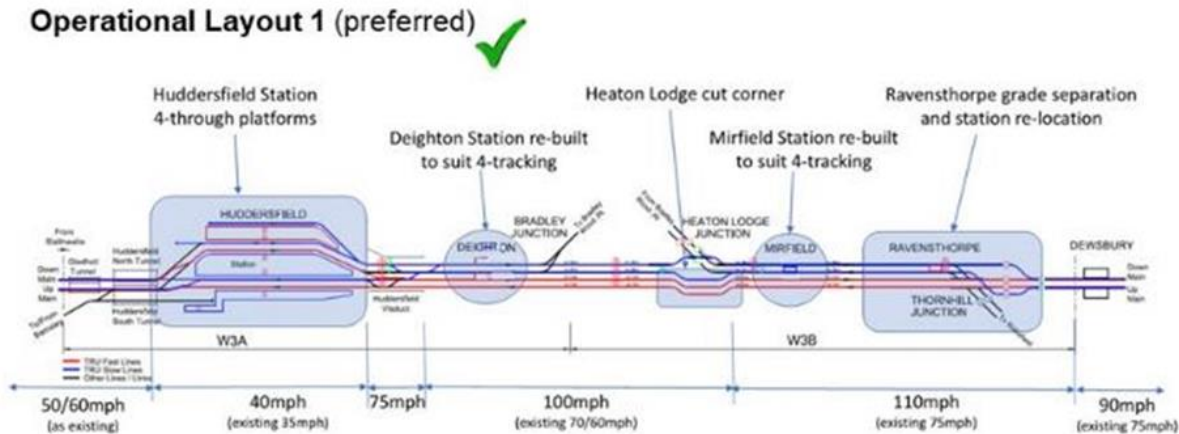 Operational Layout 1 (preferred)
Huddersfield Station
4-through platforms
Heaton Lodge cut corner
Ravensthorpe grade separation
and station re-location
Deighton Station re-built
to suit 4-tracking
Mirfield Station re-built
to suit 4-tracking
HUDDERSFIELD
BRADLEY
JUNCTION
To Bradley
HEATON LODGE
JUNCTION
DEIGHTON
MIRFIELD
RAVENSTHORPE
DEWSBURY
From
Huddersfield
North Tunnel
Tunnel
Station
Down
Main
Up
Main
Down
Main
Up
Main
Huddersfield
South Tunnel
Huddersfield
Viaduct
THORNHILL
JUNCTION
W3A
W3B
TRU Fast Lines
TRU Slow Lines
Other Lines / Links
50/60mph
(as existing)
40mph
(existing 35mph)
75mph
100mph
(existing 70/60mph)
110mph
(existing 75mph)
90mph
(existing 75mph)